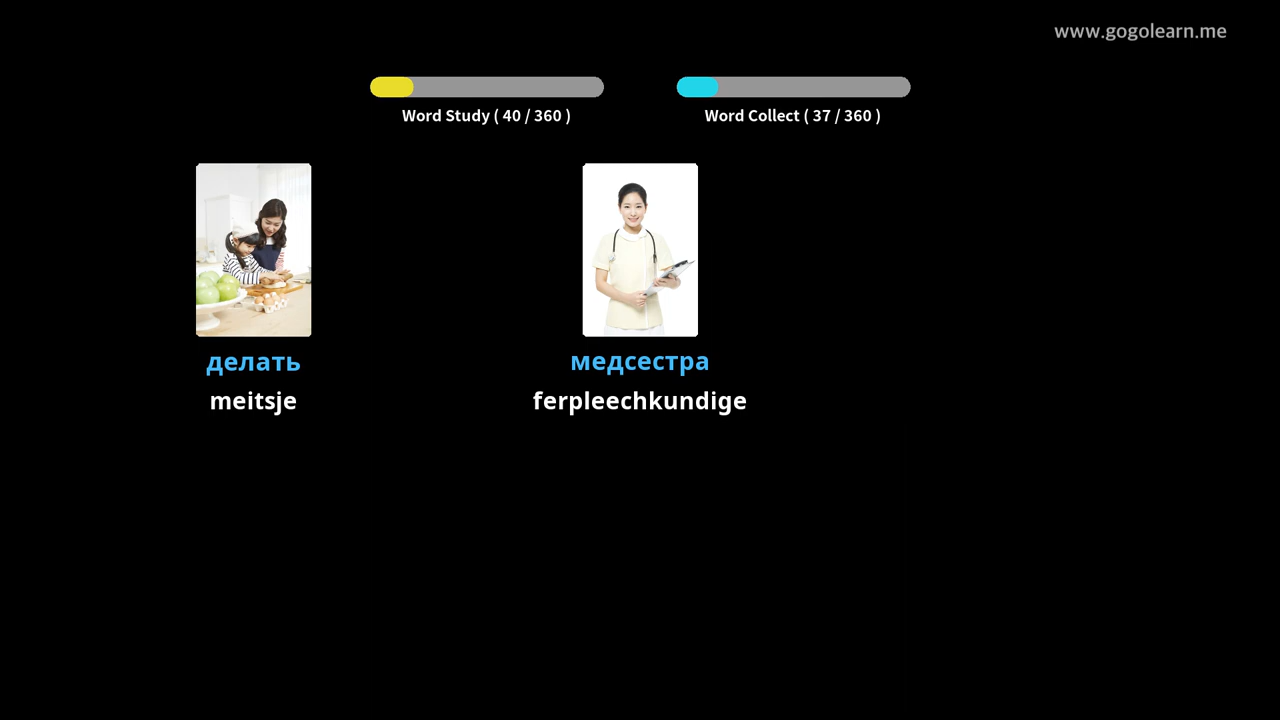 www.gogolearn.me
Word Study ( 40 / 360 )
Word Collect ( 37 / 360 )
делать
meitsje
медсестра
ferpleechkundige